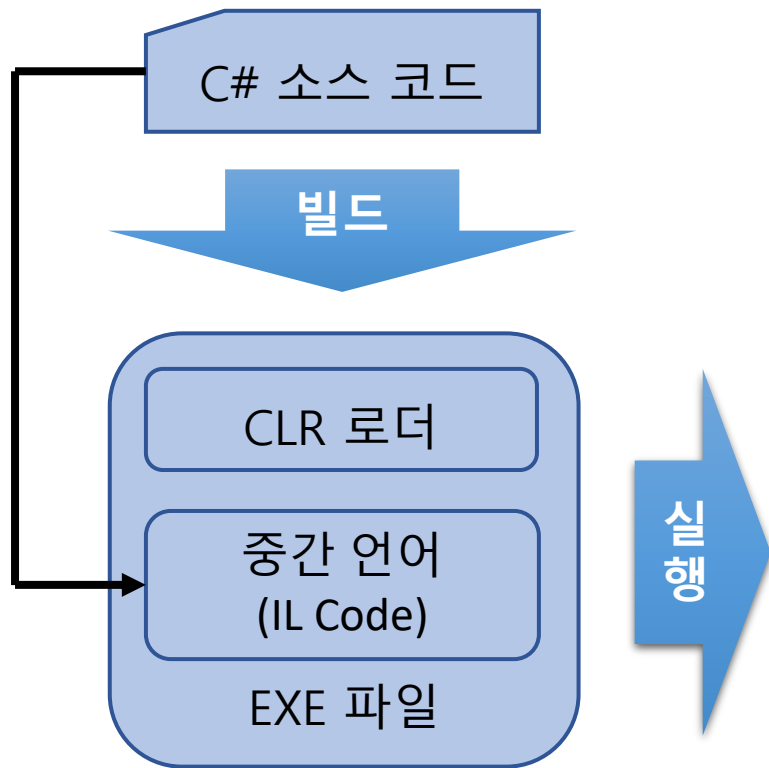 C# 소스 코드
빌드
CLR 로더
중간 언어
(IL Code)
EXE 파일
실
행